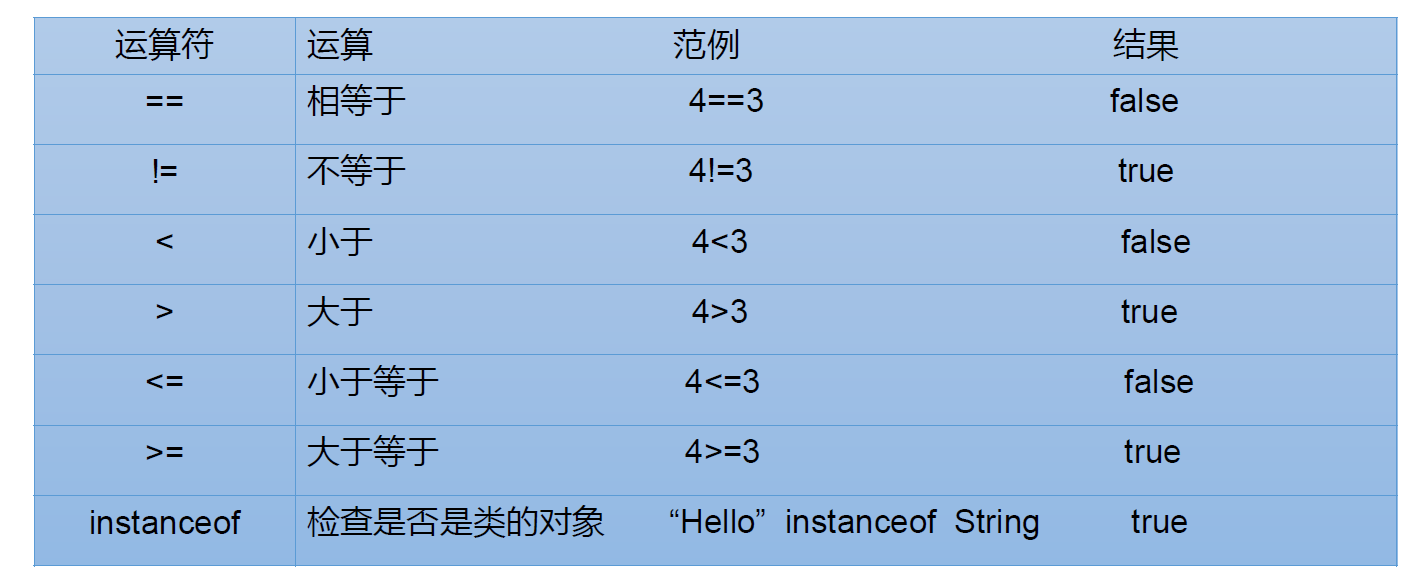 运算符 运算 范例 结果
== 相等于 4==3 false
!= 不等于 4!=3 true
< 小于 4<3 false
> 大于 4>3 true
<= 小于等于 4<=3 false
>= 大于等于 4>=3 true
instanceof 检查是否是类的对象 “Hello” instanceof String true